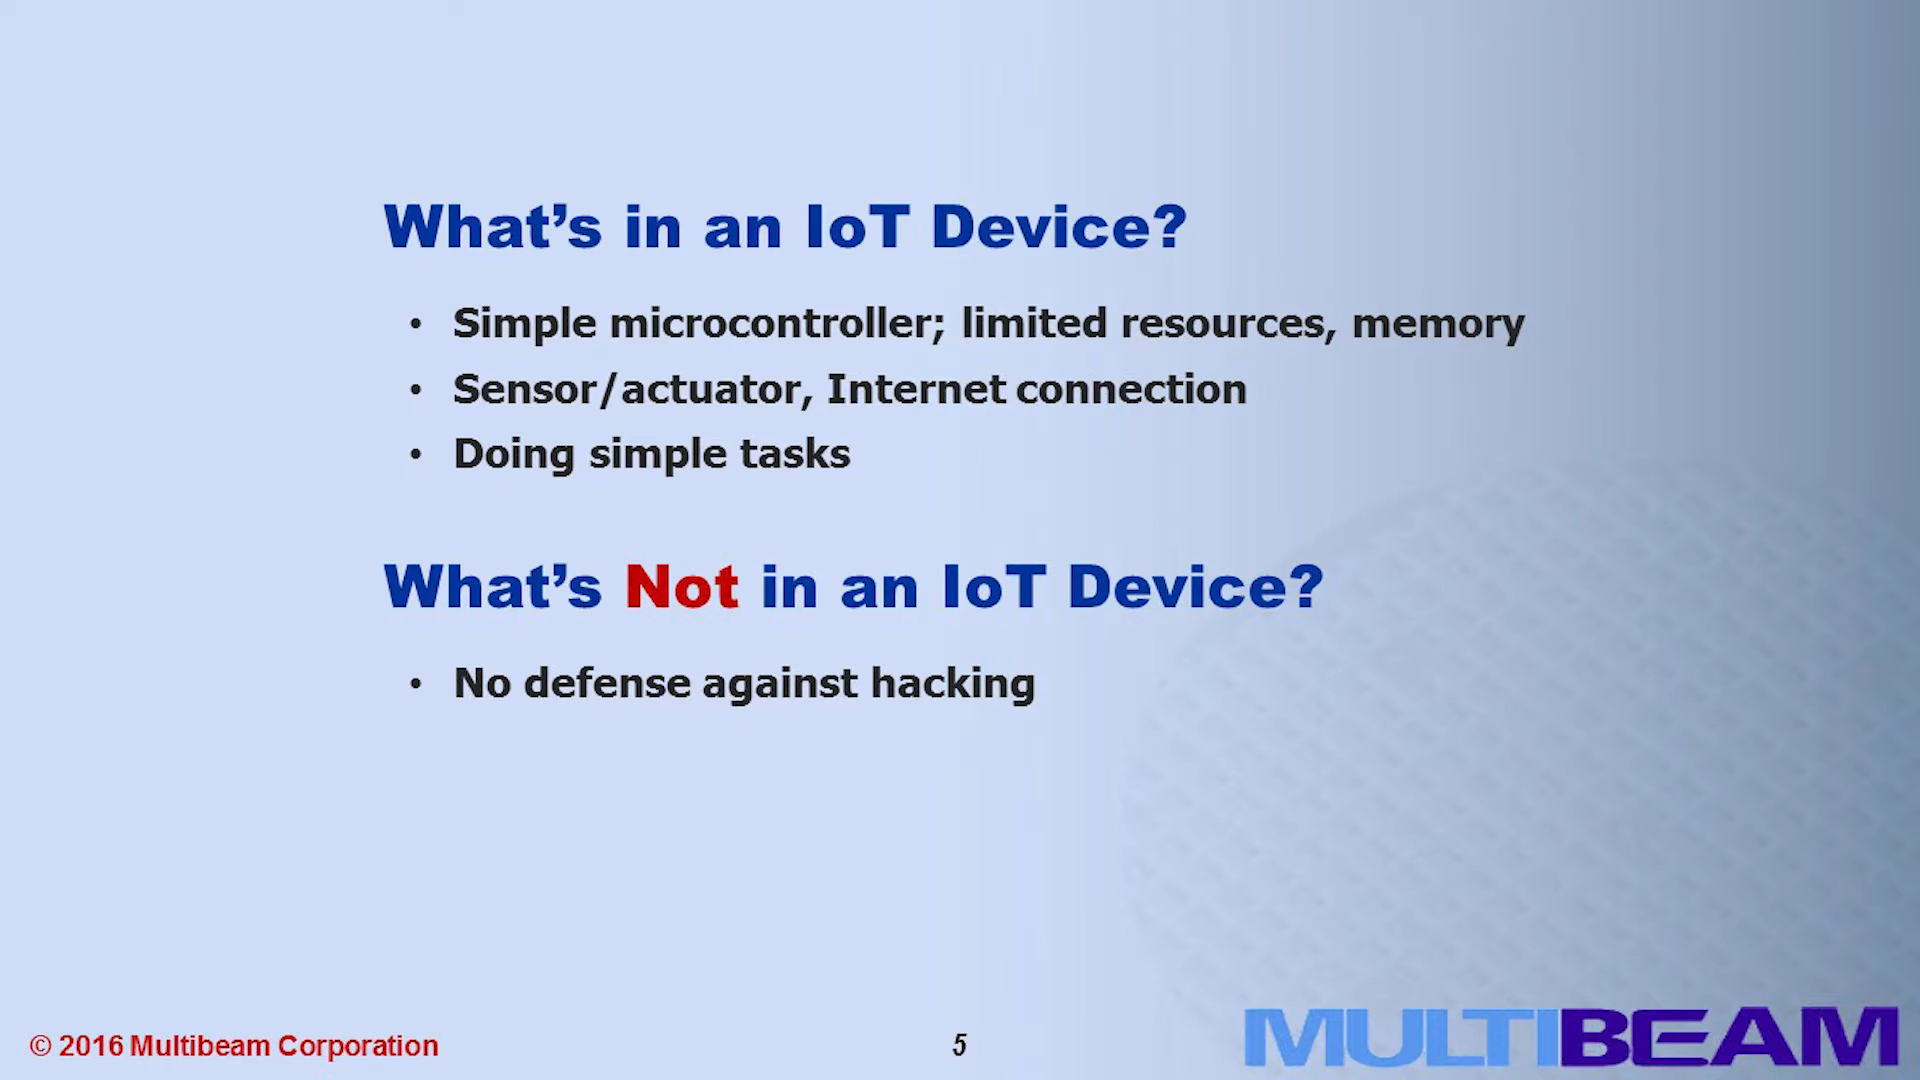 What’s in an IoT Device?
• Simple microcontroller; limited resources, memory
• Sensor/actuator, Internet connection
• Doing simple tasks
What’s Not in an IoT Device?
• No defense against hacking
© 2016 Multibeam Corporation
5
MULTIBEAM